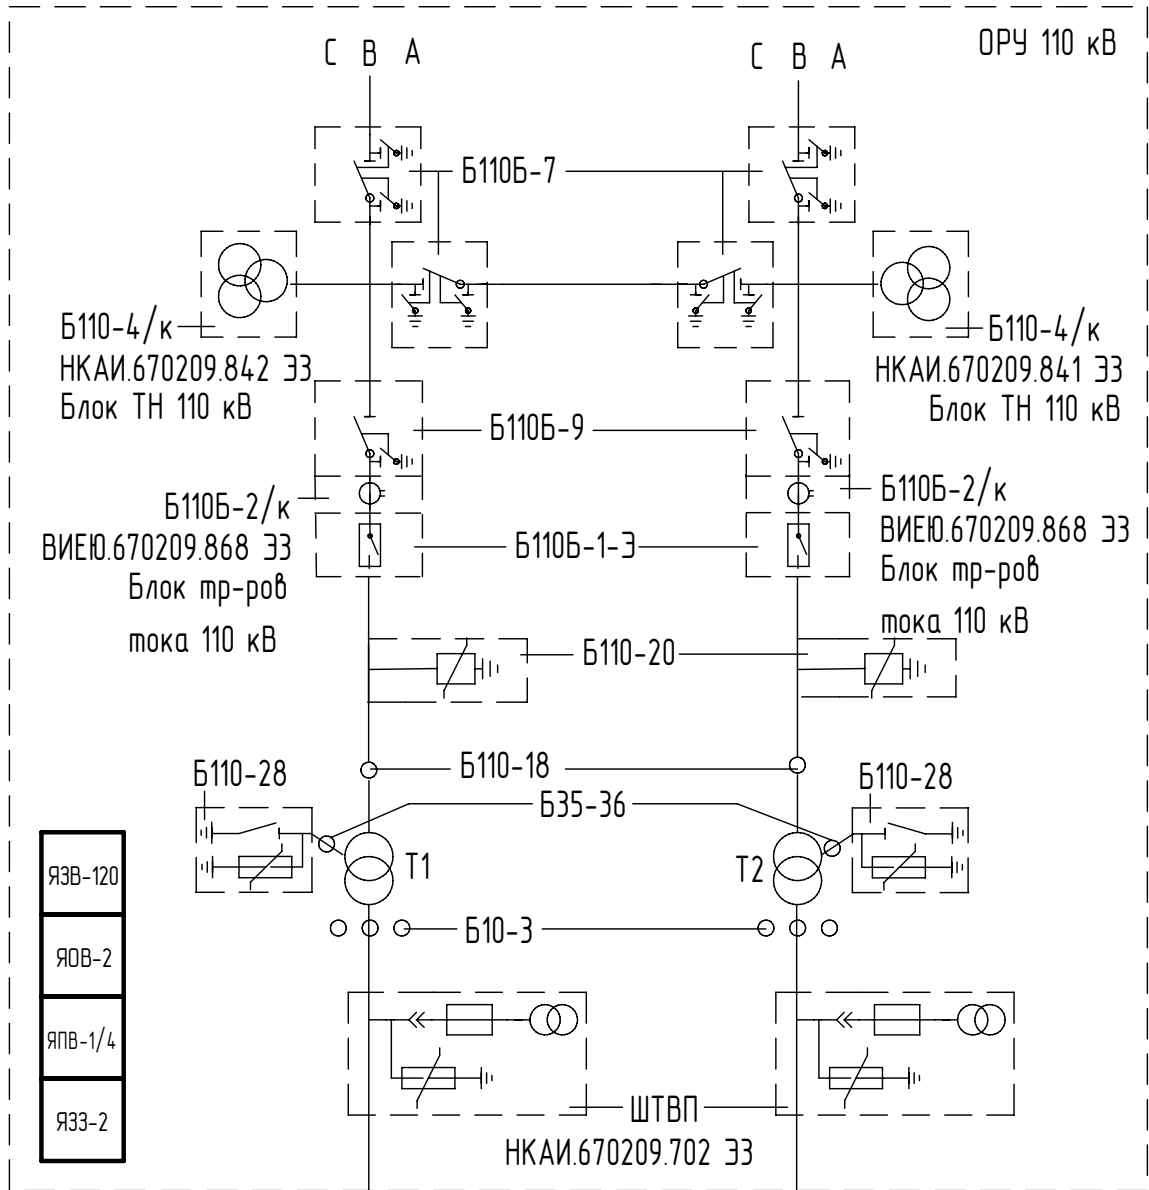 ОРУ 110 кВ
С В А
С В А
Б110Б-7
Б110-4/к
НКАИ.670209.842 ЭЗ
Блок ТН 110 кВ
Б110-4/к
НКАИ.670209.841 ЭЗ
Блок ТН 110 кВ
Б110Б-9
Б110Б-2/к
ВИЕЮ.670209.868 ЭЗ
Блок тр-ров
тока 110 кВ
Б110Б-2/к
ВИЕЮ.670209.868 ЭЗ
Блок тр-ров
тока 110 кВ
Б110Б-1-Э
Б110-20
Б110-28
Б110-18
Б110-28
Б35-36
Т1
Т2
Б10-3
ЯЗВ-120
ЯОВ-2
ЯПВ-1/4
ЯЗЗ-2
ШТВП
НКАИ.670209.702 ЭЗ